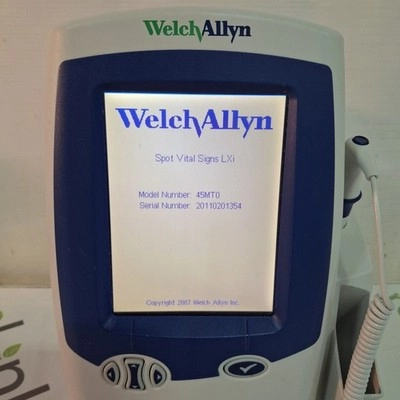 WelchAllyn
WelchAllyn
Spot Vital Signs LXi
Model Number: 45MT0
Serial Number: 20110201354
Copyright 2007 Welch Allyn Inc.